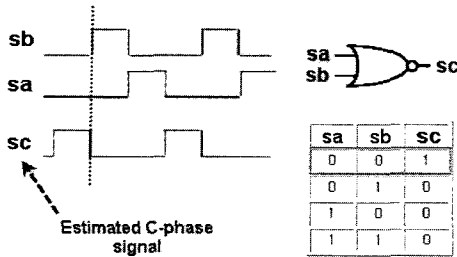 sb
sa
sc
Estimated C-phase
signal
sa
sb
sc
sa sb sc
0 0 1
0 1 0
1 0 0
1 1 0